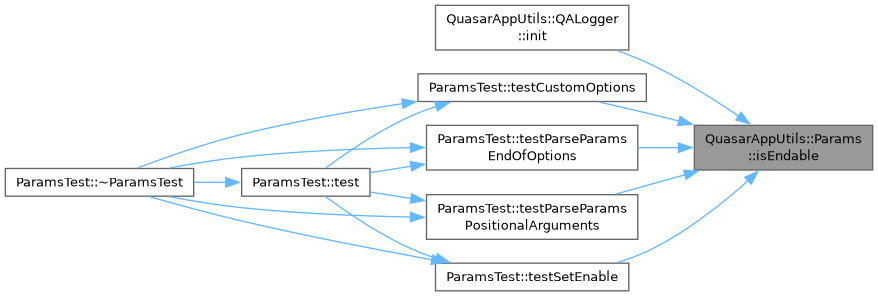 QuasarAppUtils::QALogger
::init
ParamsTest::testCustomOptions
ParamsTest::testParseParams
EndOfOptions
QuasarAppUtils::Params
::isEndable
ParamsTest::~ParamsTest
ParamsTest::test
ParamsTest::testParseParams
PositionalArguments
ParamsTest::testSetEnable